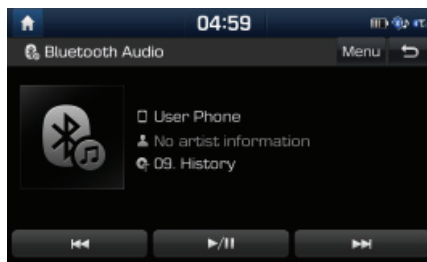 04:59
Bluetooth Audio Menu
User Phone
No artist information
09. History